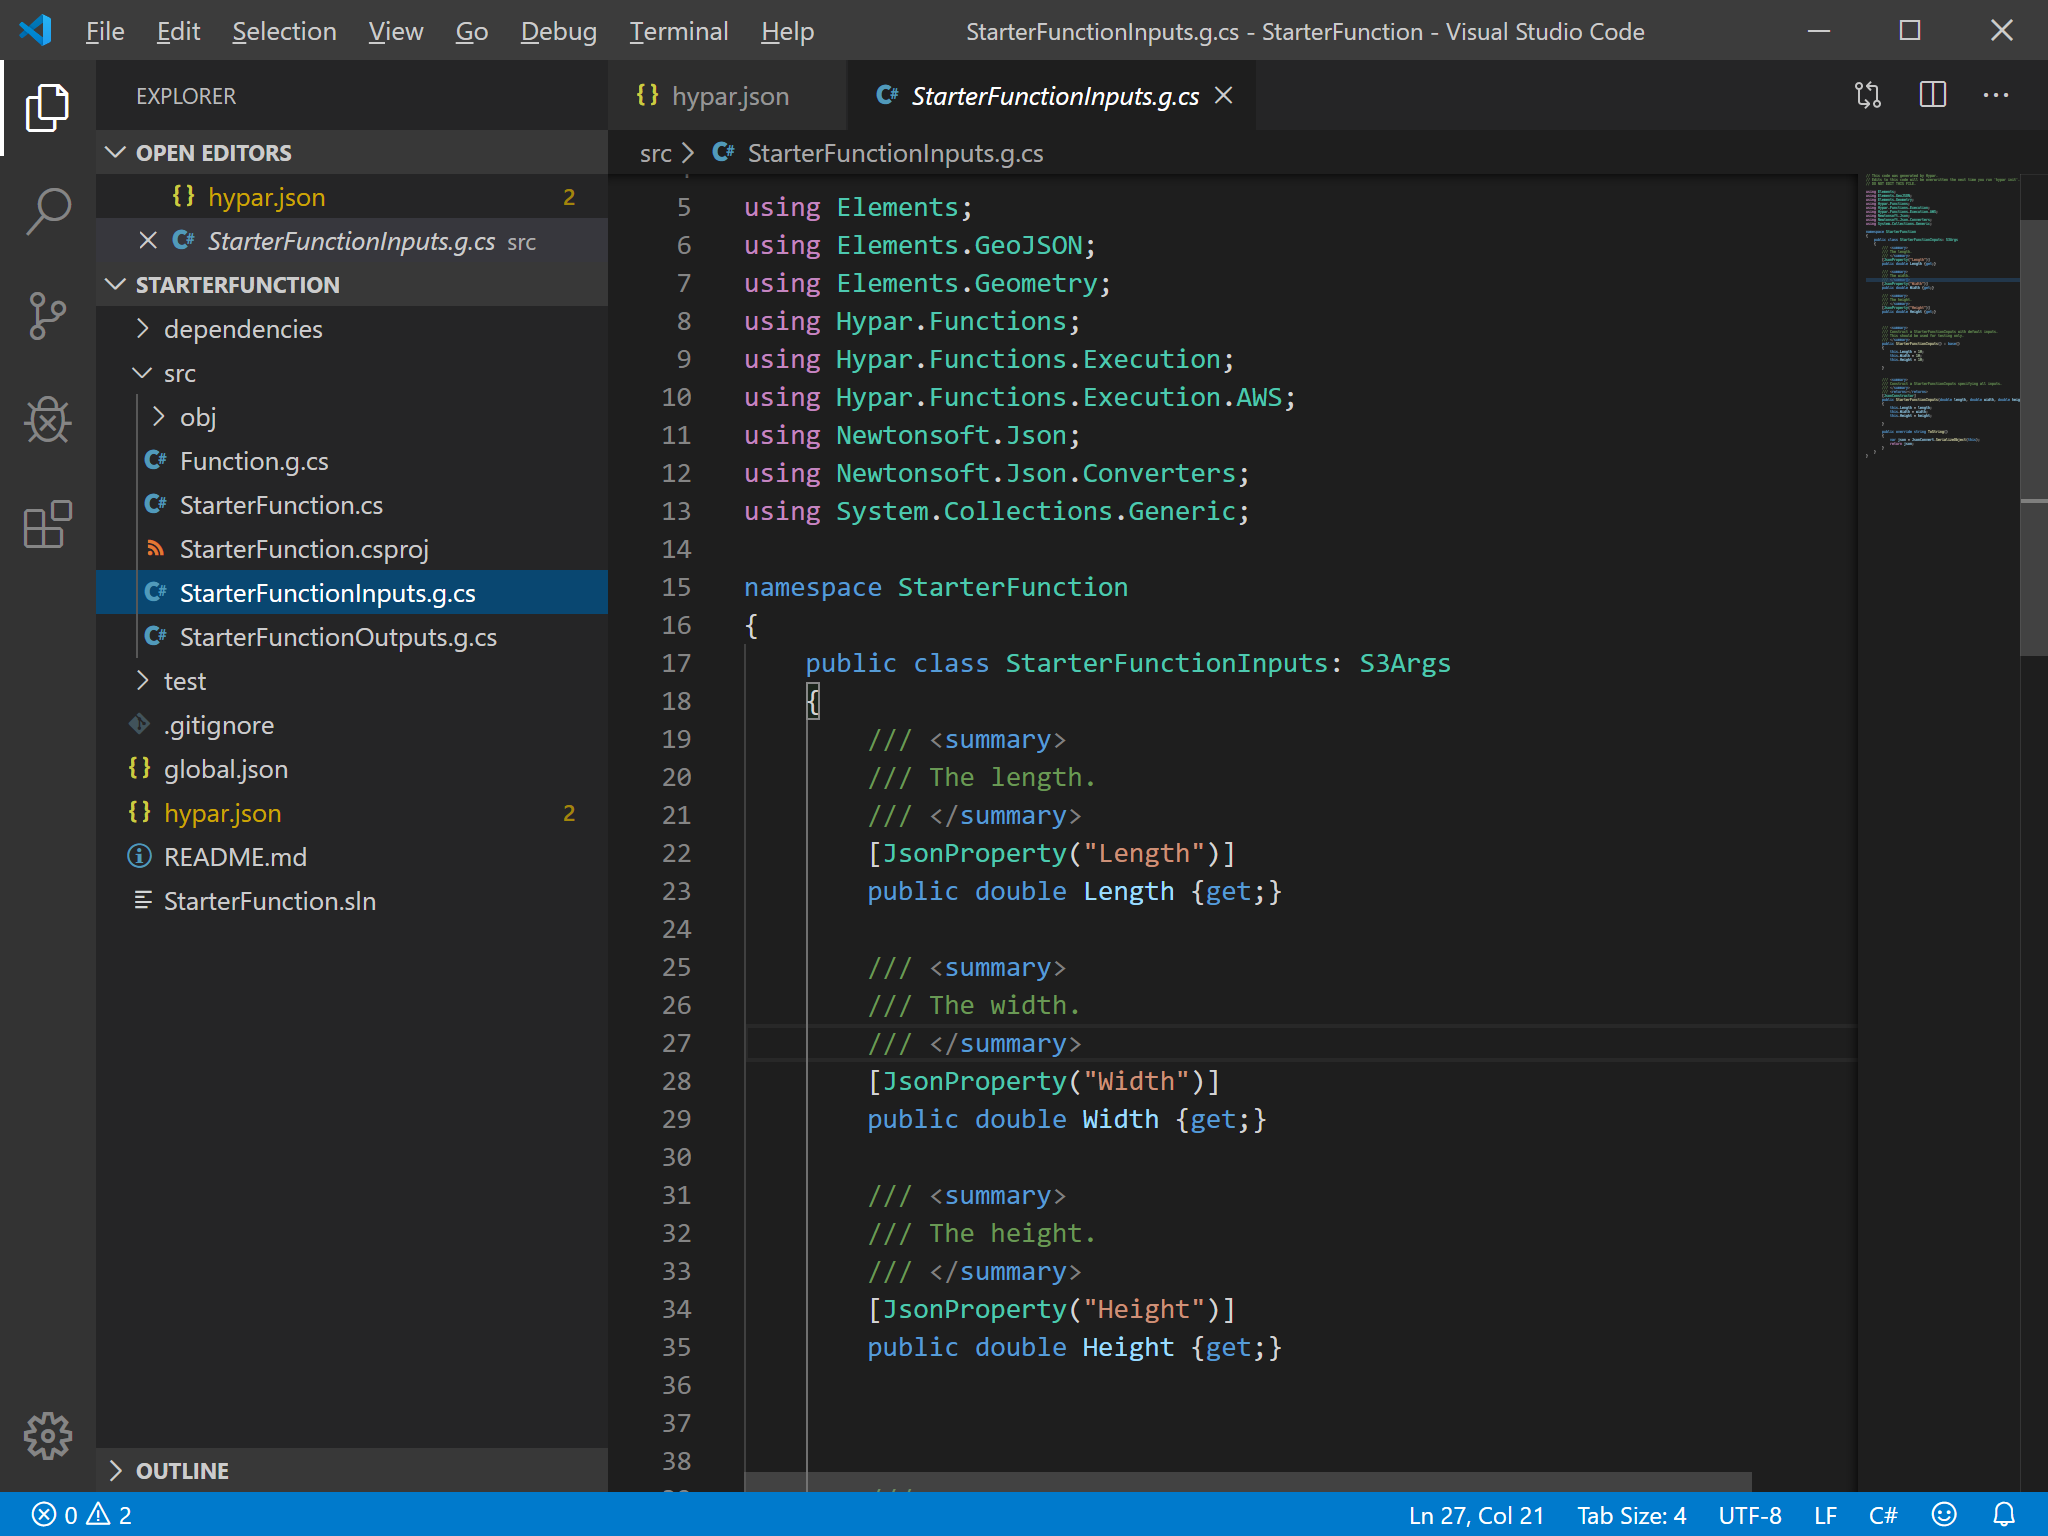 File Edit Selection View Go Debug Terminal Help
StarterFunctionInputs.g.cs - StarterFunction - Visual Studio Code
EXPLORER
OPEN EDITORS
{} hypar.json 2
C# StarterFunctionInputs.g.cs src
STARTERFUNCTION
dependencies
src
obj
C# Function.g.cs
C# StarterFunction.cs
StarterFunction.csproj
C# StarterFunctionInputs.g.cs
C# StarterFunctionOutputs.g.cs
test
.gitignore
{} global.json
{} hypar.json 2
README.md
StarterFunction.sln
OUTLINE
{} hypar.json
C# StarterFunctionInputs.g.cs
src > C# StarterFunctionInputs.g.cs
5 using Elements;
6 using Elements.GeoJSON;
7 using Elements.Geometry;
8 using Hypar.Functions;
9 using Hypar.Functions.Execution;
10 using Hypar.Functions.Execution.AWS;
11 using Newtonsoft.Json;
12 using Newtonsoft.Json.Converters;
13 using System.Collections.Generic;
14
15 namespace StarterFunction
16 {
17 public class StarterFunctionInputs: S3Args
18 {
19 /// <summary>
20 /// The length.
21 /// </summary>
22 [JsonProperty("Length")]
23 public double Length {get;}
24
25 /// <summary>
26 /// The width.
27 /// </summary>
28 [JsonProperty("Width")]
29 public double Width {get;}
30
31 /// <summary>
32 /// The height.
33 /// </summary>
34 [JsonProperty("Height")]
35 public double Height {get;}
36
37
38
0 2
Ln 27, Col 21 Tab Size: 4 UTF-8 LF C#